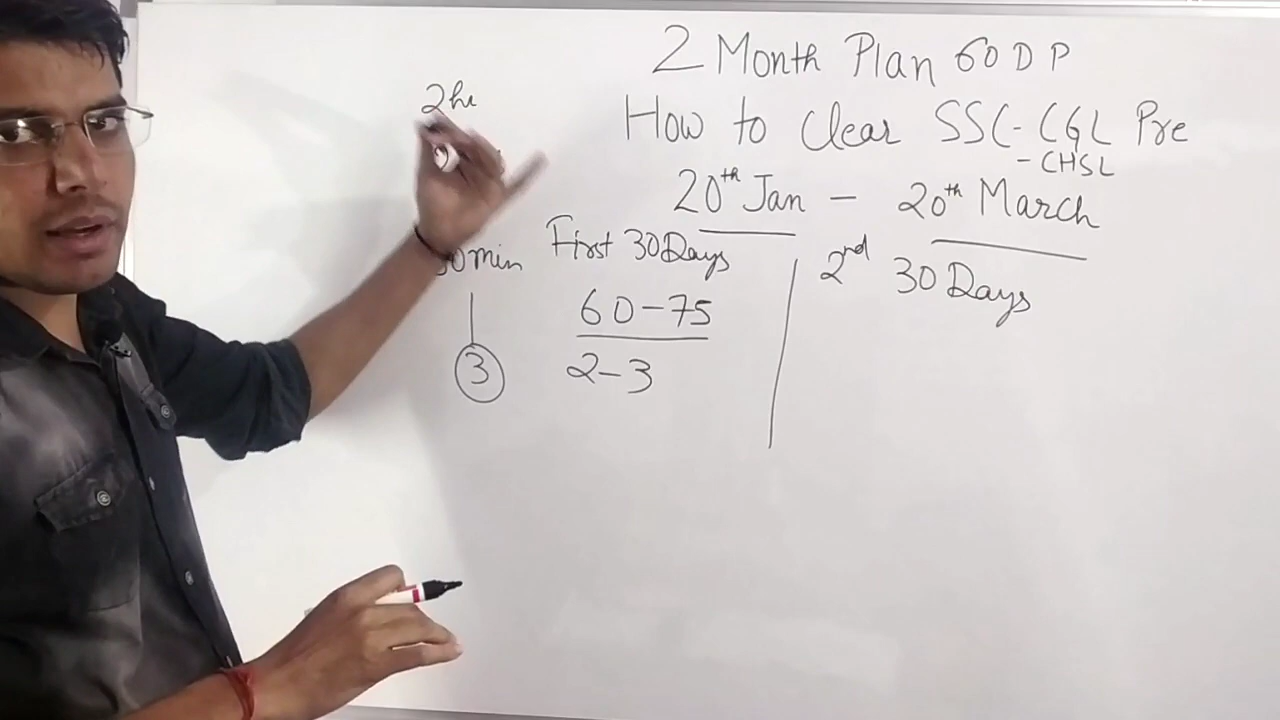 2 Month Plan 60 D P
How to Clear SSC-CGL Pre
- CHSL
20th Jan - 20th March
2hr
First 30 Days
2nd 30 Days
min
60-75
3
2-3